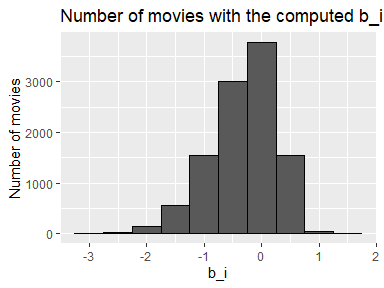 Number of movies with the computed b_i
Number of movies
3000
2000
1000
0
-3 -2 -1 0 1 2
b_i